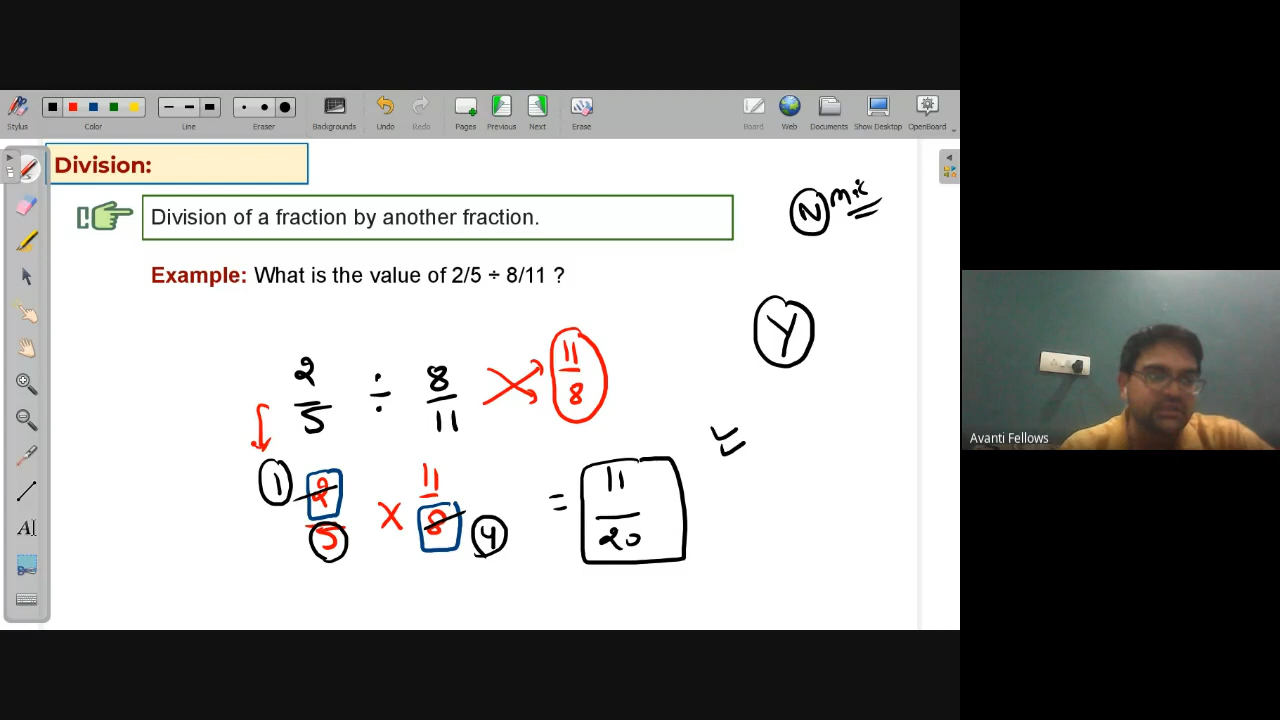 Stylus Color Line Eraser Backgrounds Undo Redo Pages Previous Next Erase Board Web Documents Show Desktop OpenBoard
Division:
Division of a fraction by another fraction.
N mic
Example: What is the value of 2/5 ÷ 8/11 ?
Y
2/5 ÷ 8/11 11/8
1 2/5 × 11/8 4 = 11/20
Avanti Fellows
AI